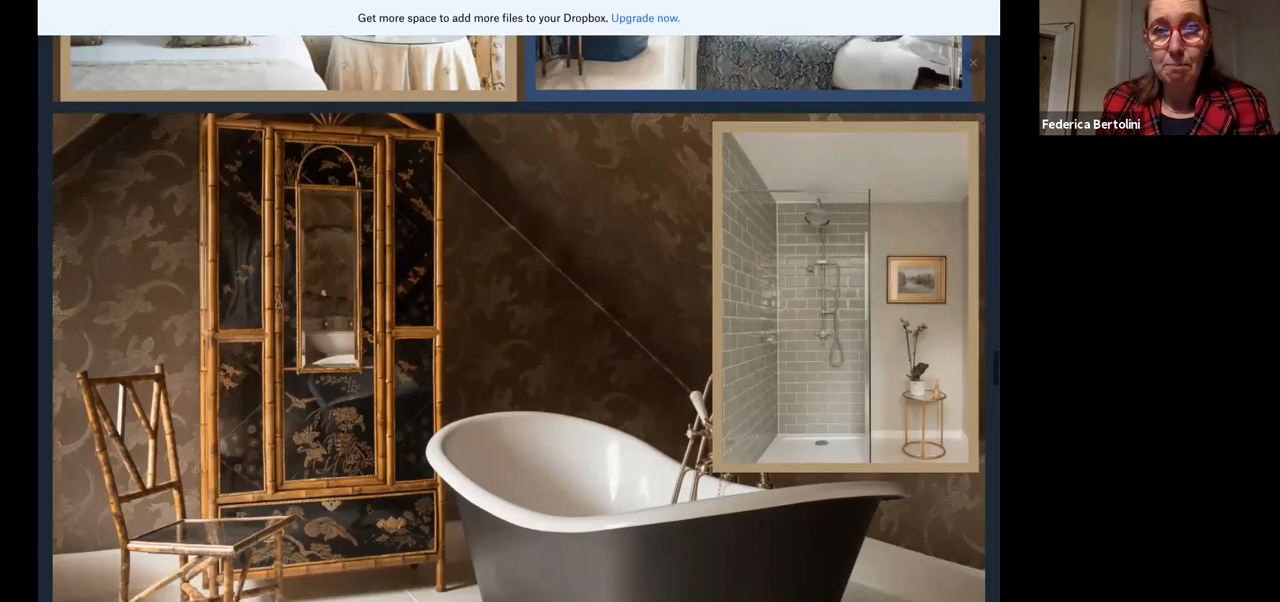 Get more space to add more files to your Dropbox. Upgrade now.
Federica Bertolini